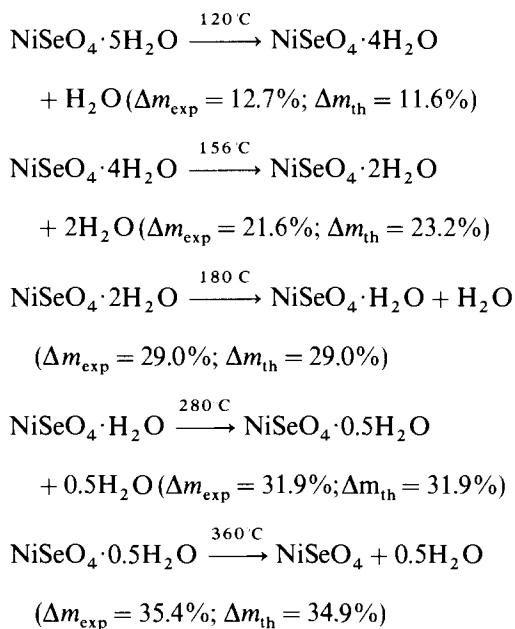 NiSeO₄·5H₂O —120 °C→ NiSeO₄·4H₂O
+ H₂O (Δm_exp = 12.7%; Δm_th = 11.6%)
NiSeO₄·4H₂O —156 °C→ NiSeO₄·2H₂O
+ 2H₂O (Δm_exp = 21.6%; Δm_th = 23.2%)
NiSeO₄·2H₂O —180 C→ NiSeO₄·H₂O + H₂O
(Δm_exp = 29.0%; Δm_th = 29.0%)
NiSeO₄·H₂O —280 C→ NiSeO₄·0.5H₂O
+ 0.5H₂O (Δm_exp = 31.9%; Δm_th = 31.9%)
NiSeO₄·0.5H₂O —360°C→ NiSeO₄ + 0.5H₂O
(Δm_exp = 35.4%; Δm_th = 34.9%)